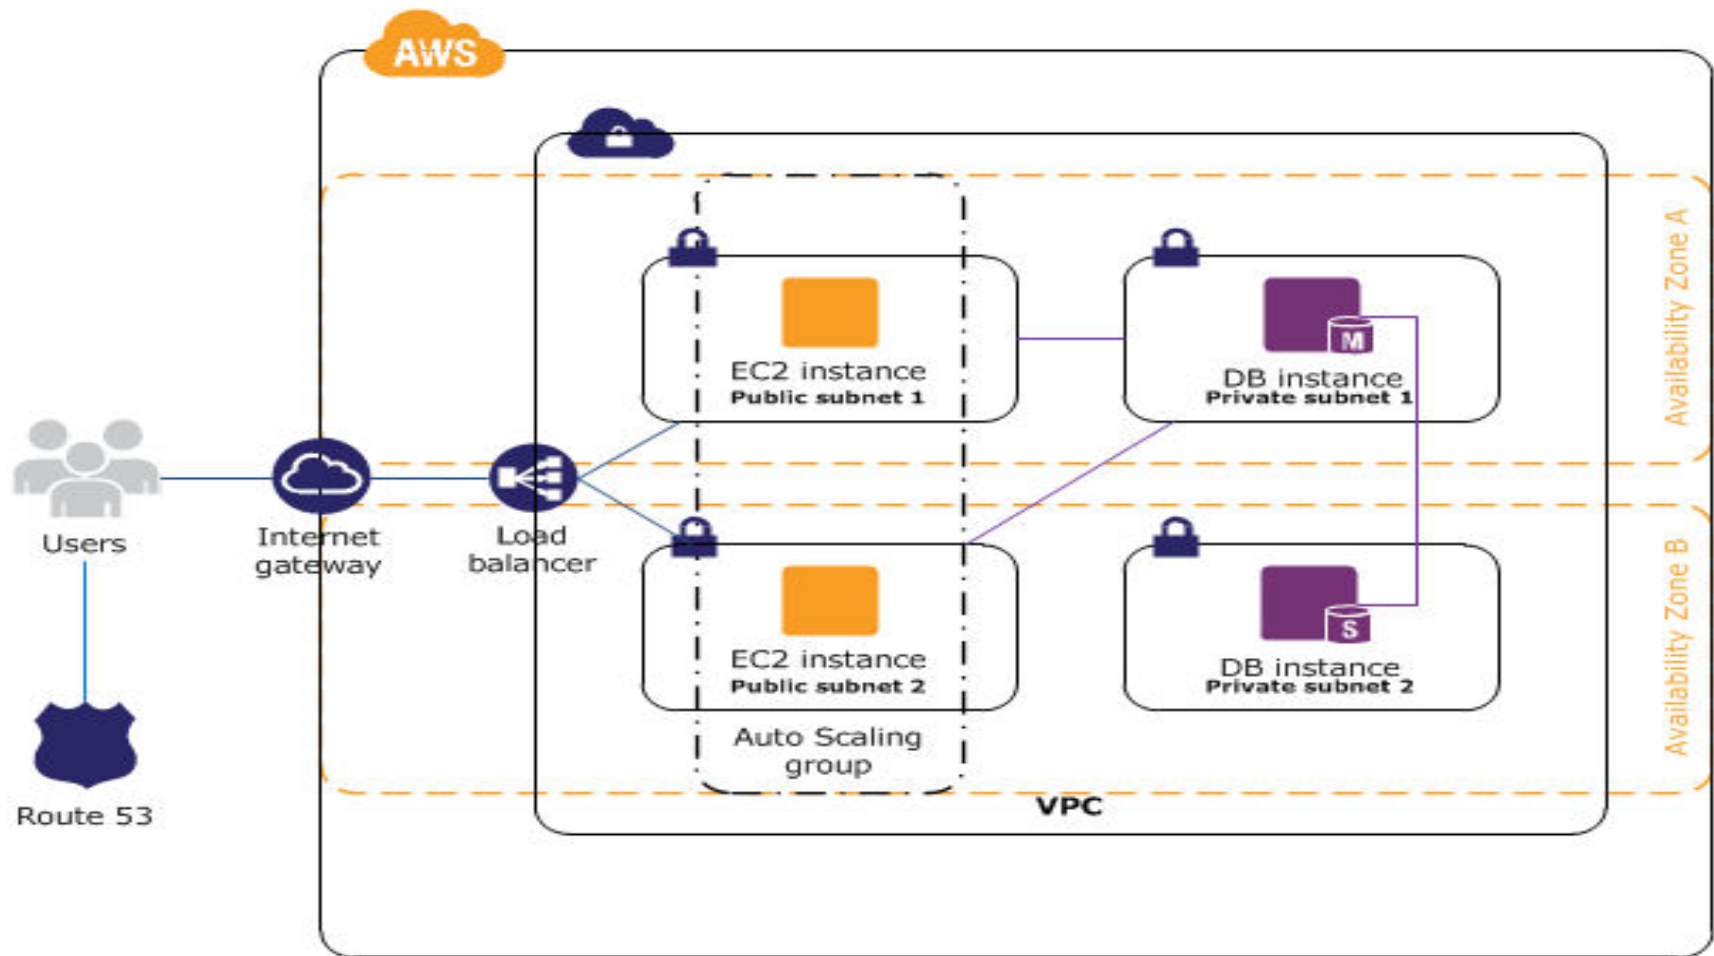 AWS
Availability Zone A
EC2 instance
Public subnet 1
DB instance
Private subnet 1
M
Users
Internet
gateway
Load
balancer
Availability Zone B
EC2 instance
Public subnet 2
DB instance
Private subnet 2
S
Auto Scaling
group
VPC
Route 53